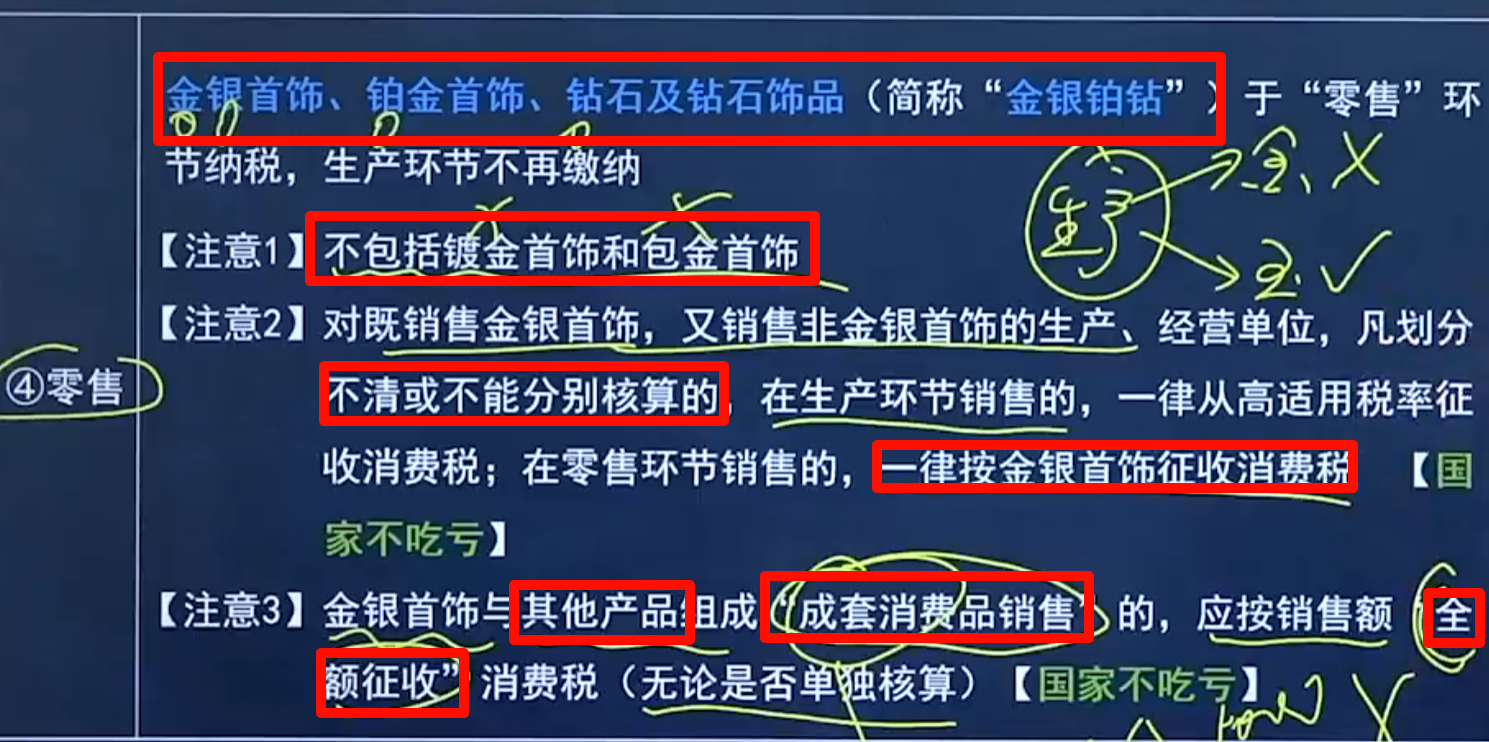 金银首饰、铂金首饰、钻石及钻石饰品（简称“金银铂钻”）于“零售”环
节纳税，生产环节不再缴纳
【注意1】不包括镀金首饰和包金首饰
【注意2】对既销售金银首饰，又销售非金银首饰的生产、经营单位，凡划分
④零售
不清或不能分别核算的，在生产环节销售的，一律从高适用税率征
收消费税；在零售环节销售的，一律按金银首饰征收消费税 【国
家不吃亏】
【注意3】金银首饰与其他产品组成“成套消费品销售”的，应按销售额“全
额征收”消费税（无论是否单独核算）【国家不吃亏】